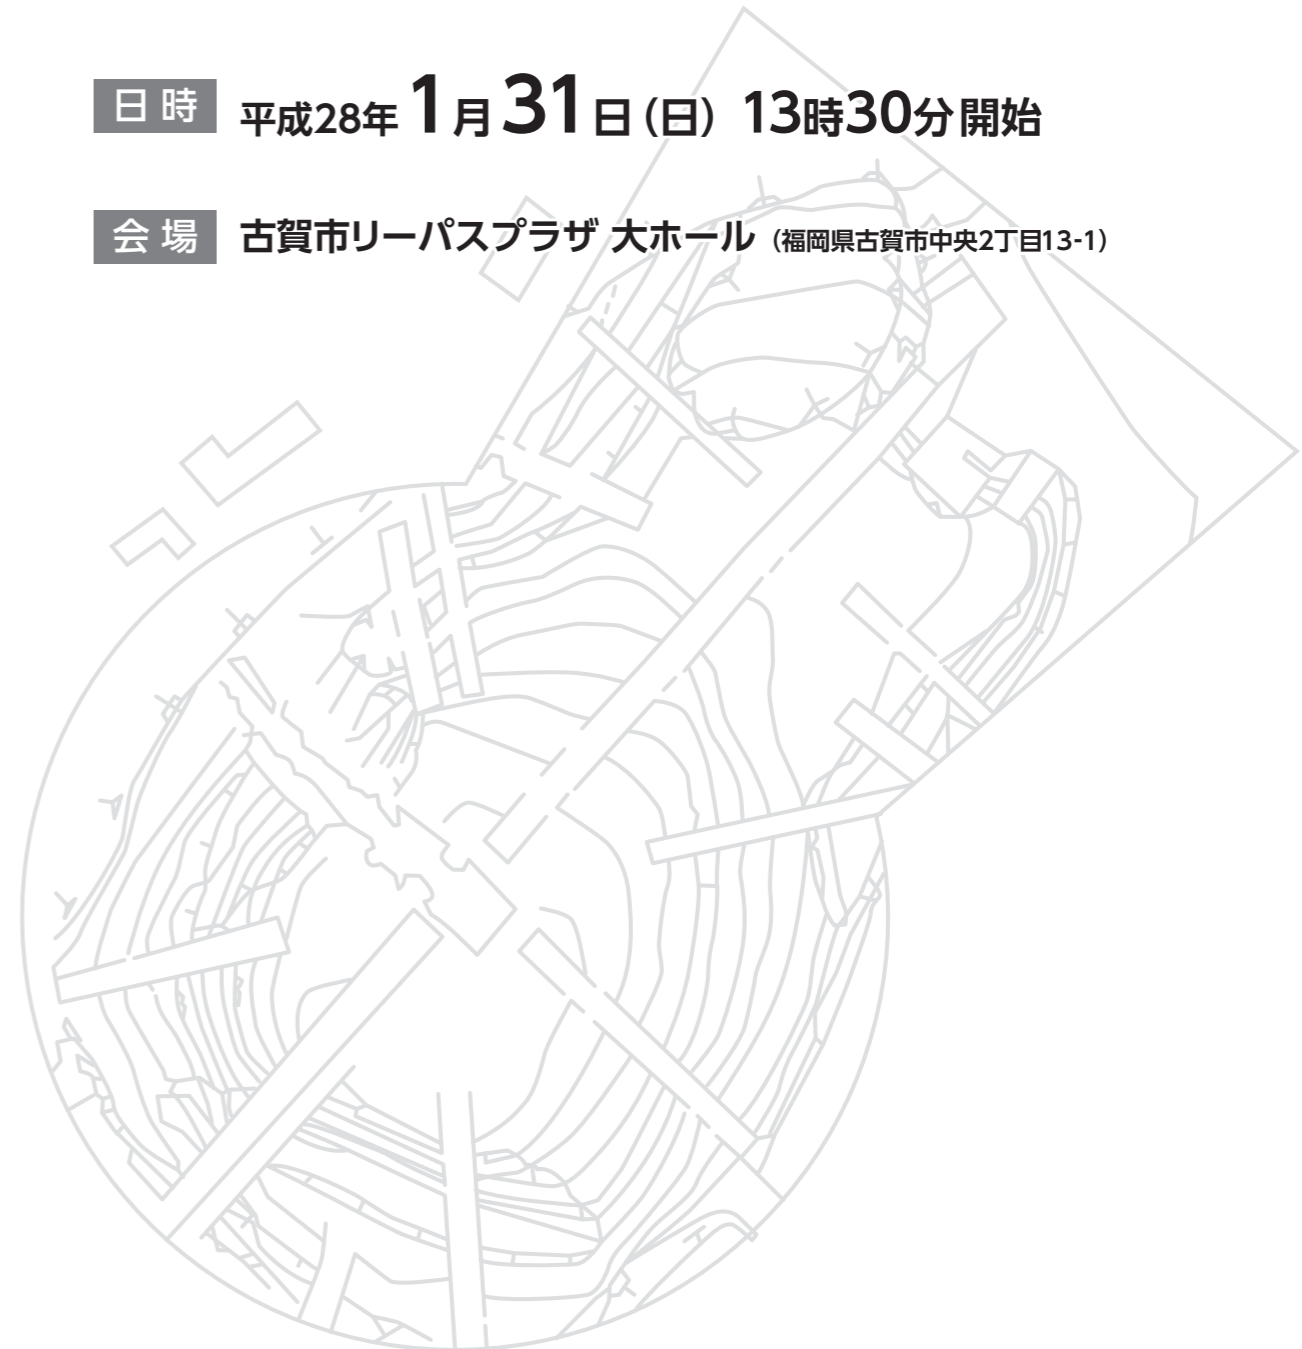 日時 平成28年1月31日(日) 13時30分開始
会場 古賀市リーパスプラザ 大ホール (福岡県古賀市中央2丁目13-1)